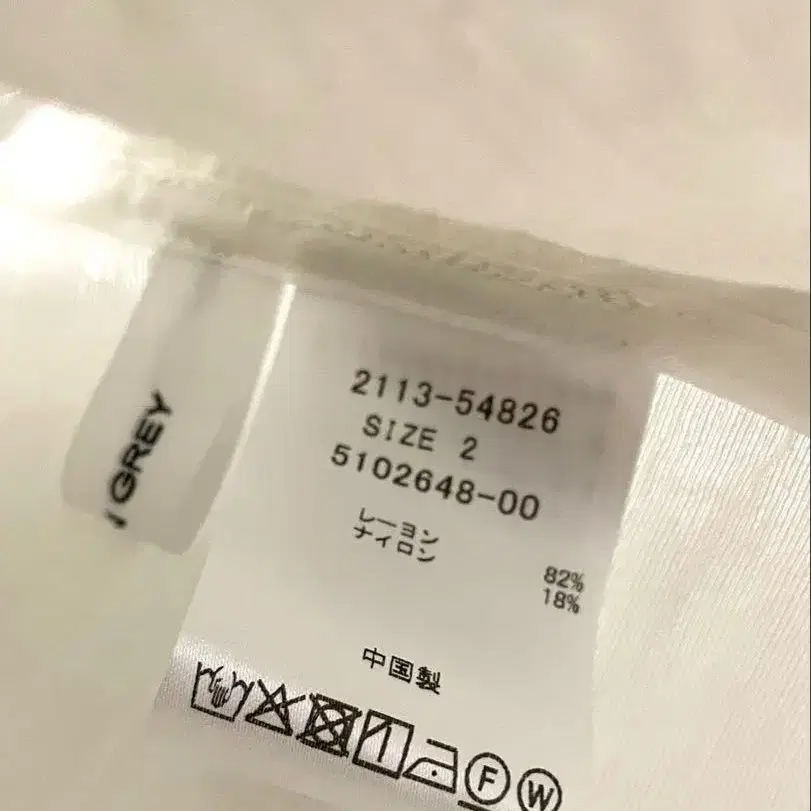 GREY
2113-54826
SIZE 2
5102648-00
レーヨン 82%
ナイロン 18%
中国製
F W